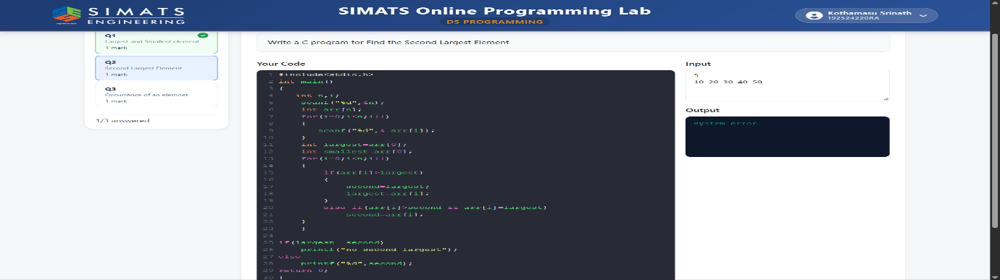 SIMATS
ENGINEERING
SIMATS Online Programming Lab
DS PROGRAMMING
Kothamasu Srinath
192524220RA
Q1
Largest and Smallest element
1 mark
Q2
Second Largest Element
1 mark
Q3
Occurrence of an elemnet
1 mark
1/3 answered
Write a C program for Find the Second Largest Element
Your Code
1 #include<stdio.h>
2 int main()
3 {
4 int n,i;
5 scanf("%d",&n);
6 int arr[n];
7 for(i=0;i<n;i++)
8 {
9 scanf("%d",& arr[i]);
10 }
11 int largest=arr[0];
12 int smallest=arr[0];
13 for(i=0;i<n;i++)
14 {
15 if(arr[i]>largest)
16 {
17 second=largest;
18 largest=arr[i];
19 }
20 else if(arr[i]>second && arr[i]=largest)
21 second=arr[i];
22 }
23 }
24
25 if(largest second)
26 printf("no second largest");
27 else
28 printf("%d",second);
29 return 0;
30 }
Input
5
10 20 30 40 50
Output
System error.